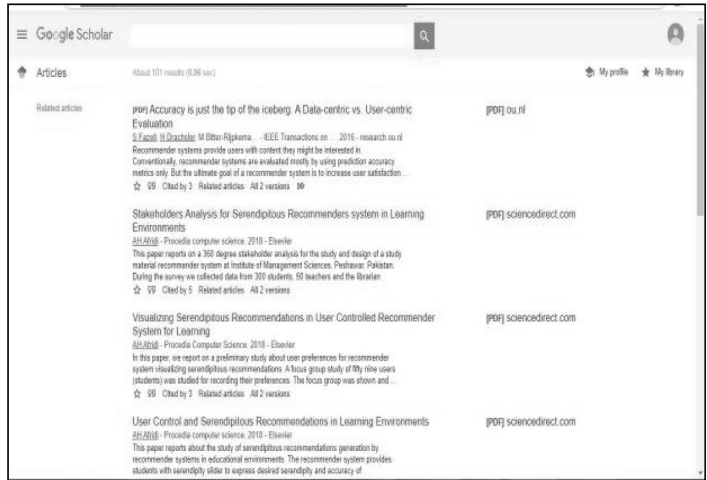 Google Scholar
Articles
About 101 results (0.06 sec)
My profile
My library
Related articles
[PDF] Accuracy is just the tip of the iceberg: A Data-centric vs. User-centric
Evaluation
S Fazeli, H Drachsler, M Bitter-Rijpkema... - IEEE Transactions on ..., 2016 - research.ou.nl
Recommender systems provide users with content they might be interested in.
Conventionally, recommender systems are evaluated mostly by using prediction accuracy
metrics only. But the ultimate goal of a recommender system is to increase user satisfaction ...
Cited by 3 Related articles All 2 versions
[PDF] ou.nl
Stakeholders Analysis for Serendipitous Recommenders system in Learning
Environments
AH Afridi - Procedia computer science, 2018 - Elsevier
This paper reports on a 360 degree stakeholder analysis for the study and design of a study
material recommender system at Institute of Management Sciences, Peshawar, Pakistan.
During the survey we collected data from 300 students, 50 teachers and the librarian ...
Cited by 5 Related articles All 2 versions
[PDF] sciencedirect.com
Visualizing Serendipitous Recommendations in User Controlled Recommender
System for Learning
AH Afridi - Procedia Computer Science, 2018 - Elsevier
In this paper, we report on a preliminary study about user preferences for recommender
system visualizing serendipitous recommendations. A focus group study of fifty nine users
(students) was studied for recording their preferences. The focus group was shown and ...
Cited by 3 Related articles All 2 versions
[PDF] sciencedirect.com
User Control and Serendipitous Recommendations in Learning Environments
AH Afridi - Procedia computer science, 2018 - Elsevier
This paper reports about the study of serendipitous recommendations generation by
recommender systems in educational environments. The recommender system provides
students with serendipity slider to express desired serendipity and accuracy of
[PDF] sciencedirect.com